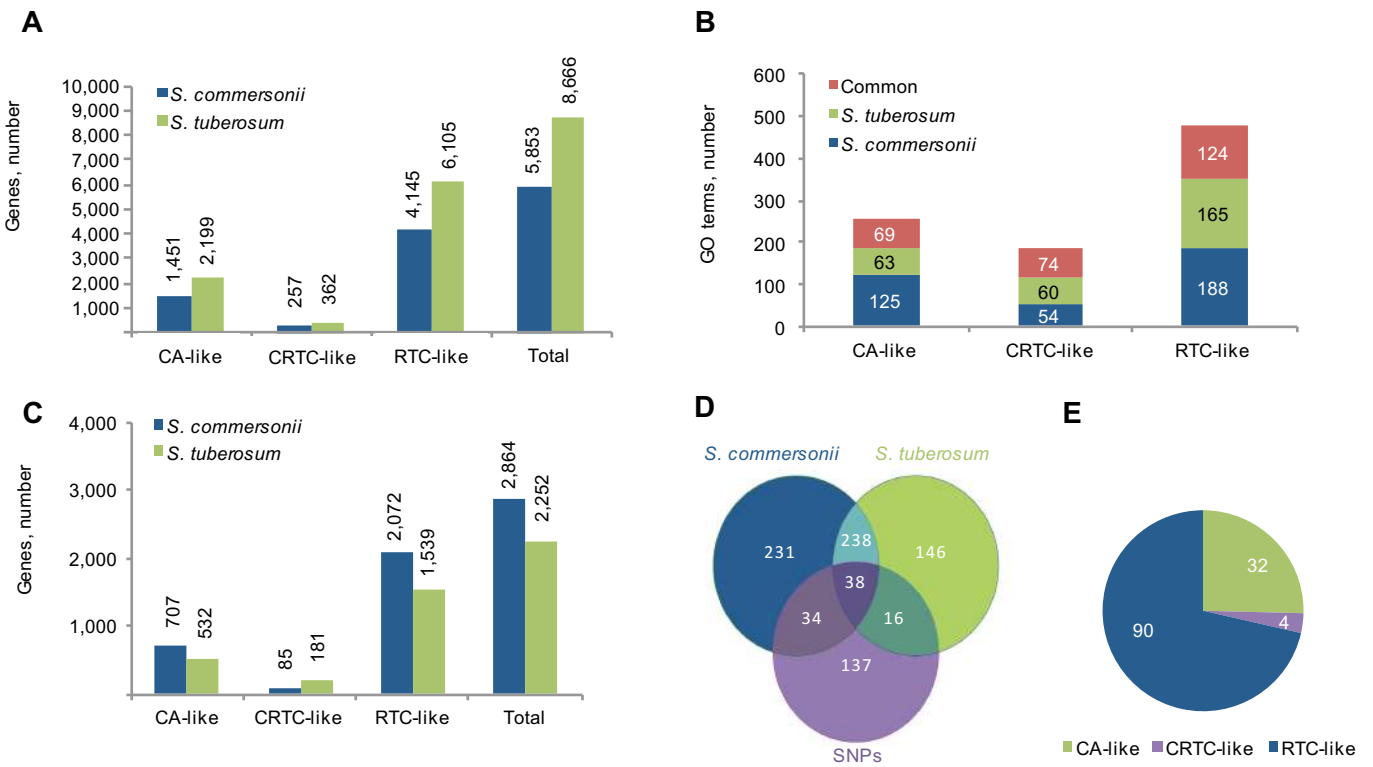 A
Genes, number
10,000
9,000
8,000
7,000
6,000
5,000
4,000
3,000
2,000
1,000
S. commersonii
S. tuberosum
1,451
2,199
257
362
4,145
6,105
5,853
8,666
CA-like
CRTC-like
RTC-like
Total
B
GO terms, number
600
500
400
300
200
100
0
Common
S. tuberosum
S. commersonii
69
63
125
74
60
54
124
165
188
CA-like
CRTC-like
RTC-like
C
Genes, number
4,000
3,000
2,000
1,000
S. commersonii
S. tuberosum
707
532
85
181
2,072
1,539
2,864
2,252
CA-like
CRTC-like
RTC-like
Total
D
S. commersonii
S. tuberosum
231
238
146
38
34
16
137
SNPs
E
32
4
90
CA-like
CRTC-like
RTC-like